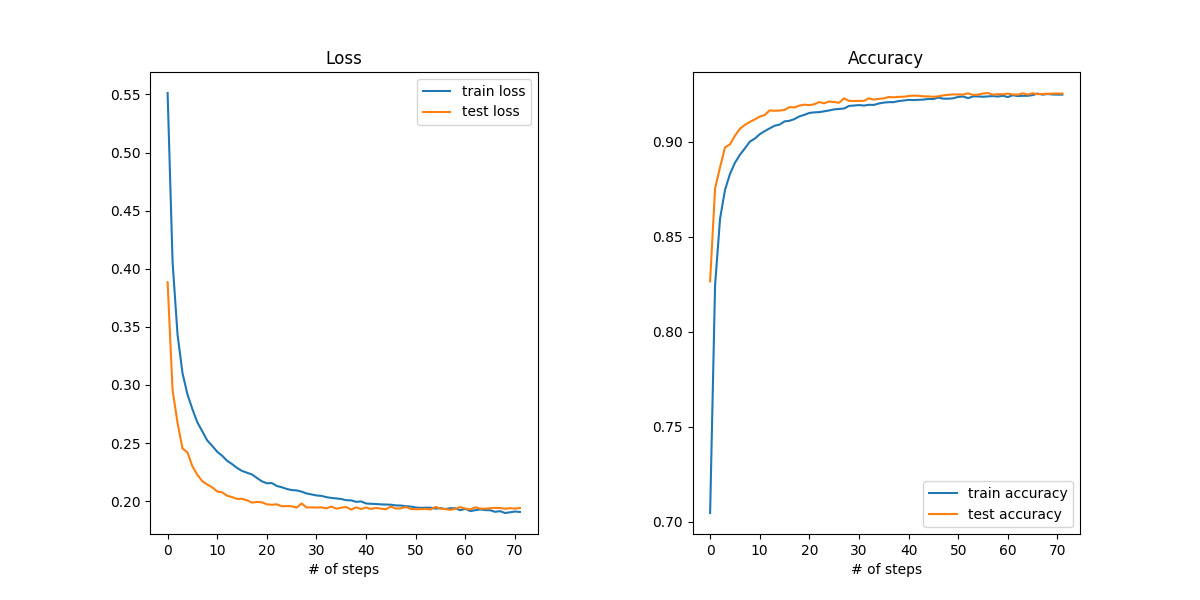 Loss
0.55
0.50
0.45
0.40
0.35
0.30
0.25
0.20
0 10 20 30 40 50 60 70
# of steps
train loss
test loss
Accuracy
0.90
0.85
0.80
0.75
0.70
0 10 20 30 40 50 60 70
# of steps
train accuracy
test accuracy